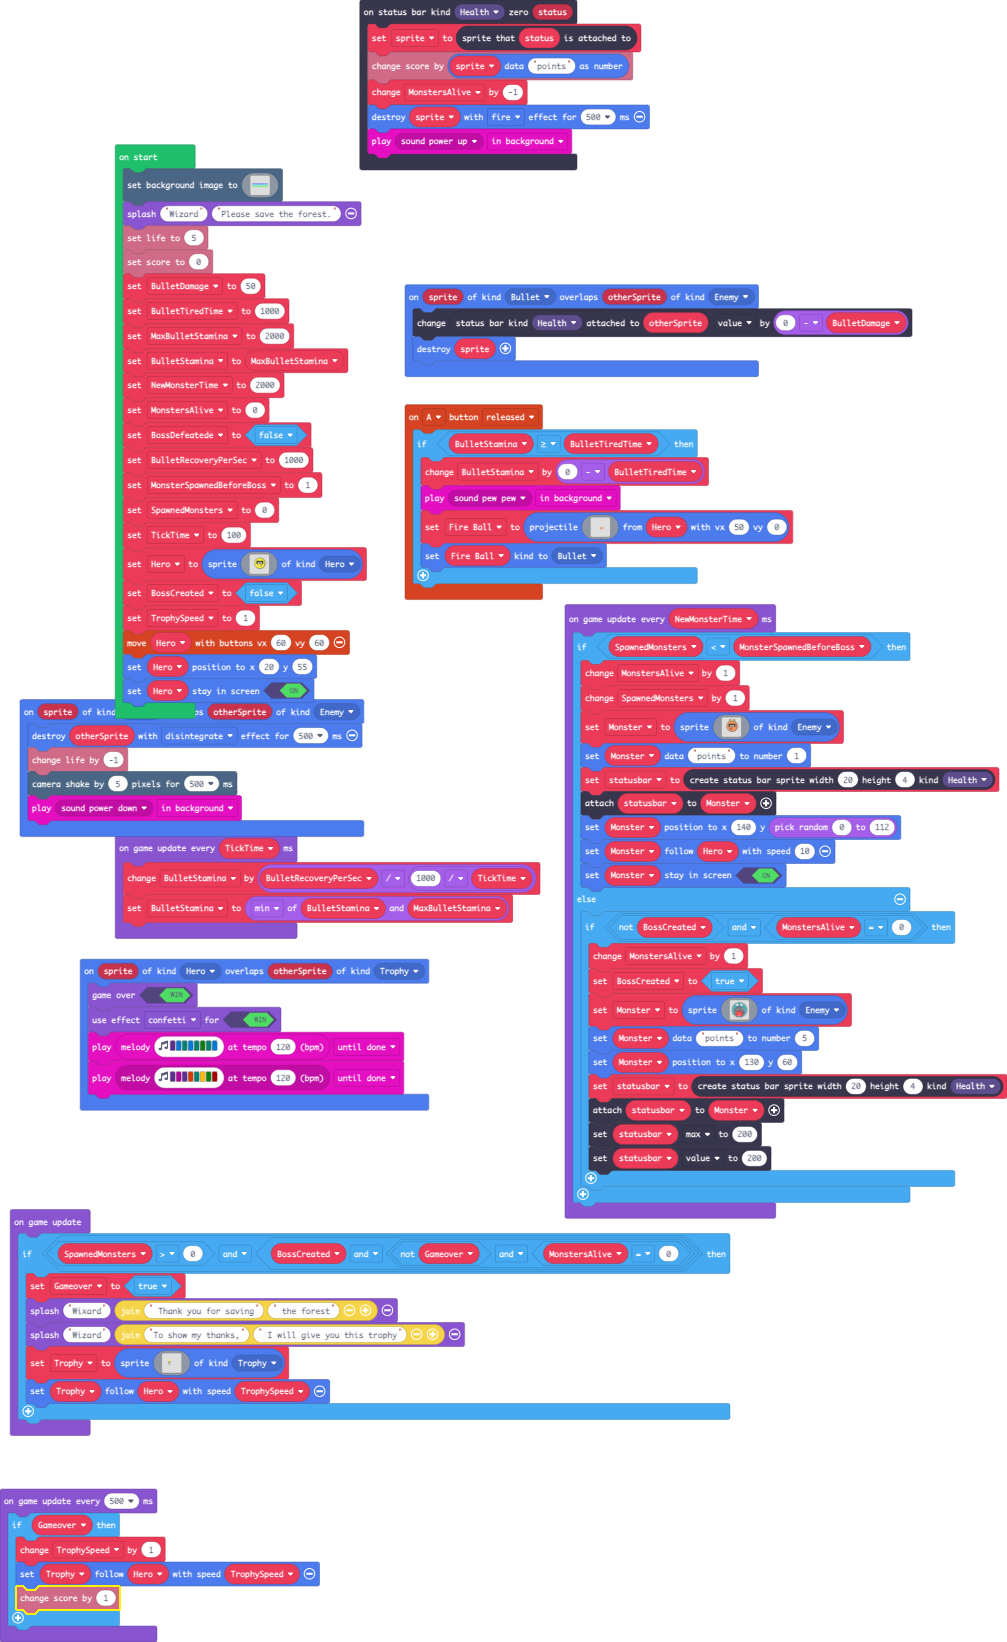 on status bar kind Health zero status
set sprite to sprite that status is attached to
change score by sprite data "points" as number
change MonstersAlive by -1
destroy sprite with fire effect for 500 ms
play sound power up in background
on start
set background image to
splash "Wizard" "Please save the forest."
set life to 5
set score to 0
set BulletDamage to 50
set BulletTiredTime to 1000
set MaxBulletStamina to 2000
set BulletStamina to MaxBulletStamina
set NewMonsterTime to 2000
set MonstersAlive to 0
set BossDefeatede to false
set BulletRecoveryPerSec to 1000
set MonsterSpawnedBeforeBoss to 1
set SpawnedMonsters to 0
set TickTime to 100
set Hero to sprite of kind Hero
set BossCreated to false
set TrophySpeed to 1
move Hero with buttons vx 60 vy 60
set Hero position to x 20 y 55
set Hero stay in screen ON
on sprite of kind Bullet overlaps otherSprite of kind Enemy
change status bar kind Health attached to otherSprite value by 0 - BulletDamage
destroy sprite
on A button released
if BulletStamina ≥ BulletTiredTime then
change BulletStamina by 0 - BulletTiredTime
play sound pew pew in background
set Fire Ball to projectile from Hero with vx 50 vy 0
set Fire Ball kind to Bullet
on sprite of kind ps otherSprite of kind Enemy
destroy otherSprite with disintegrate effect for 500 ms
change life by -1
camera shake by 5 pixels for 500 ms
play sound power down in background
on game update every TickTime ms
change BulletStamina by BulletRecoveryPerSec / 1000 / TickTime
set BulletStamina to min of BulletStamina and MaxBulletStamina
on game update every NewMonsterTime ms
if SpawnedMonsters < MonsterSpawnedBeforeBoss then
change MonstersAlive by 1
change SpawnedMonsters by 1
set Monster to sprite of kind Enemy
set Monster data "points" to number 1
set statusbar to create status bar sprite width 20 height 4 kind Health
attach statusbar to Monster
set Monster position to x 140 y pick random 0 to 112
set Monster follow Hero with speed 10
set Monster stay in screen ON
else
if not BossCreated and MonstersAlive = 0 then
change MonstersAlive by 1
set BossCreated to true
set Monster to sprite of kind Enemy
set Monster data "points" to number 5
set Monster position to x 130 y 60
set statusbar to create status bar sprite width 20 height 4 kind Health
attach statusbar to Monster
set statusbar max to 200
set statusbar value to 200
on sprite of kind Hero overlaps otherSprite of kind Trophy
game over WIN
use effect confetti for WIN
play melody at tempo 120 (bpm) until done
play melody at tempo 120 (bpm) until done
on game update
if SpawnedMonsters > 0 and BossCreated and not Gameover and MonstersAlive = 0 then
set Gameover to true
splash "Wixard" join " Thank you for saving" " the forest"
splash "Wizard" join "To show my thanks," " I will give you this trophy"
set Trophy to sprite of kind Trophy
set Trophy follow Hero with speed TrophySpeed
on game update every 500 ms
if Gameover then
change TrophySpeed by 1
set Trophy follow Hero with speed TrophySpeed
change score by 1